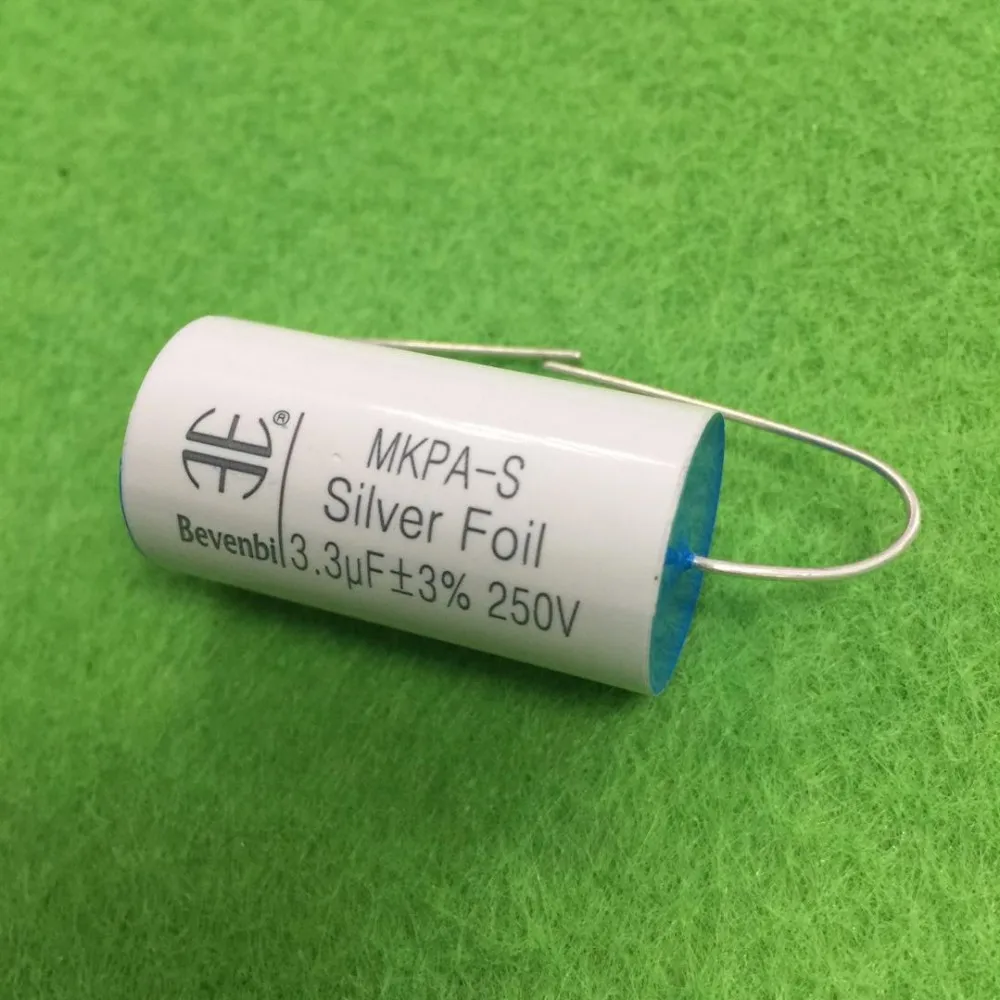 ®
Bevenbi
MKPA-S
Silver Foil
3.3μF±3% 250V